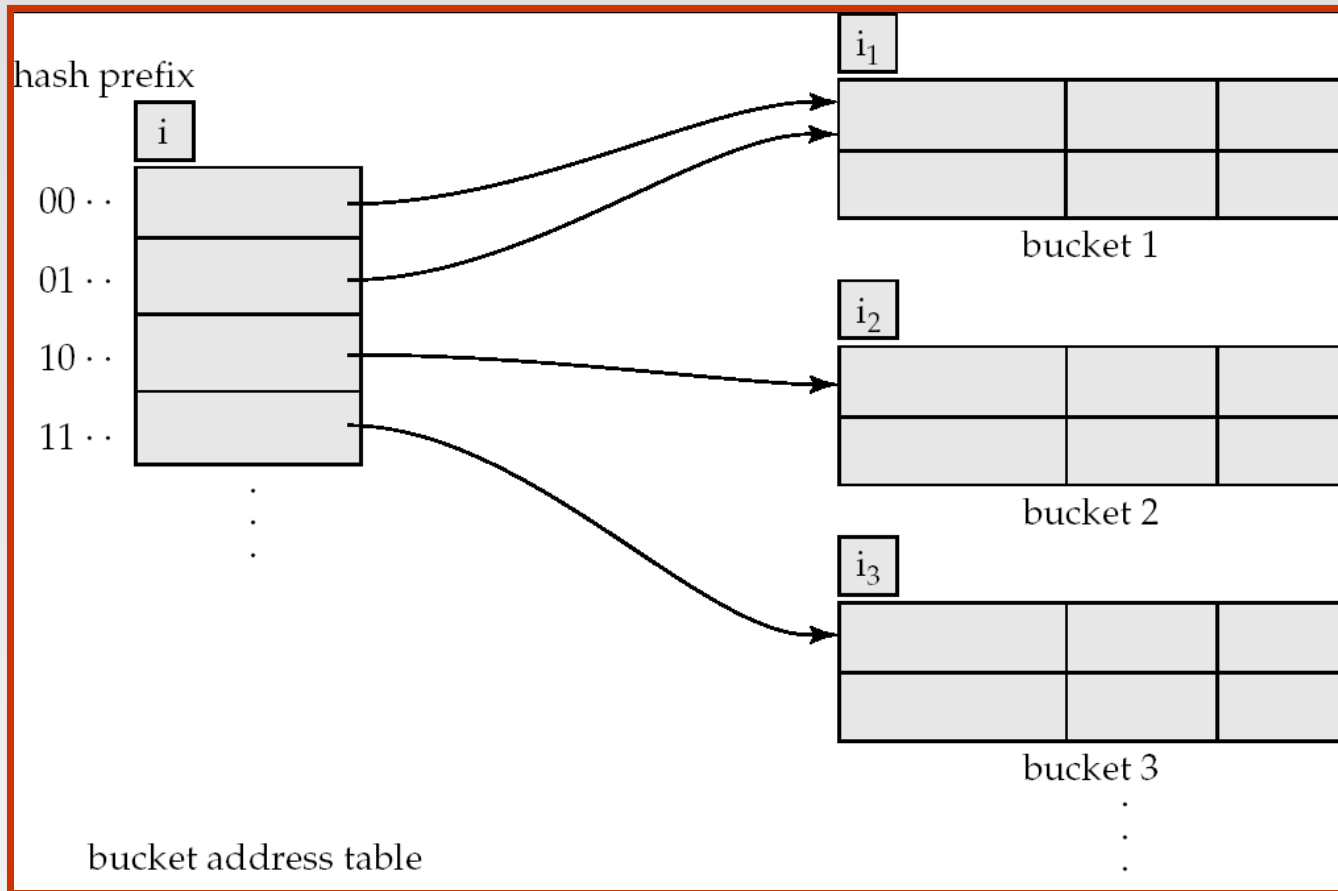 hash prefix
i
00 · ·
01 · ·
10 · ·
11 · ·
.
.
.
bucket address table
i₁
bucket 1
i₂
bucket 2
i₃
bucket 3
.
.
.